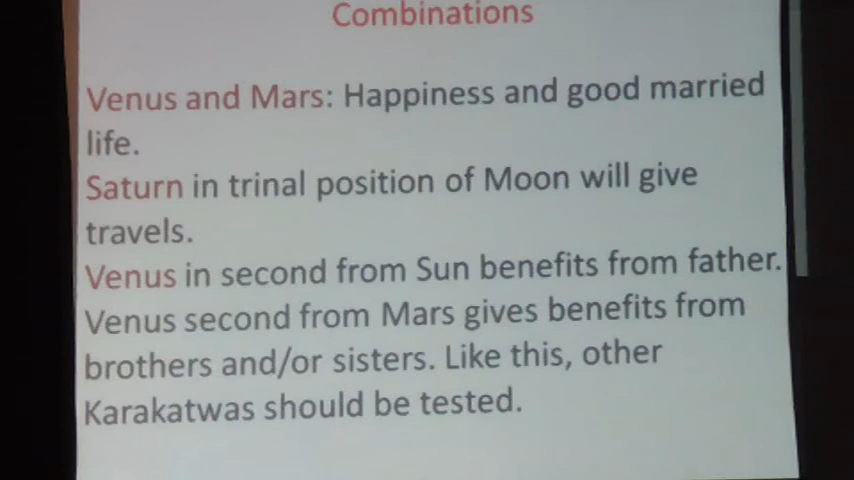 Combinations
Venus and Mars: Happiness and good married
life.
Saturn in trinal position of Moon will give
travels.
Venus in second from Sun benefits from father.
Venus second from Mars gives benefits from
brothers and/or sisters. Like this, other
Karakatwas should be tested.